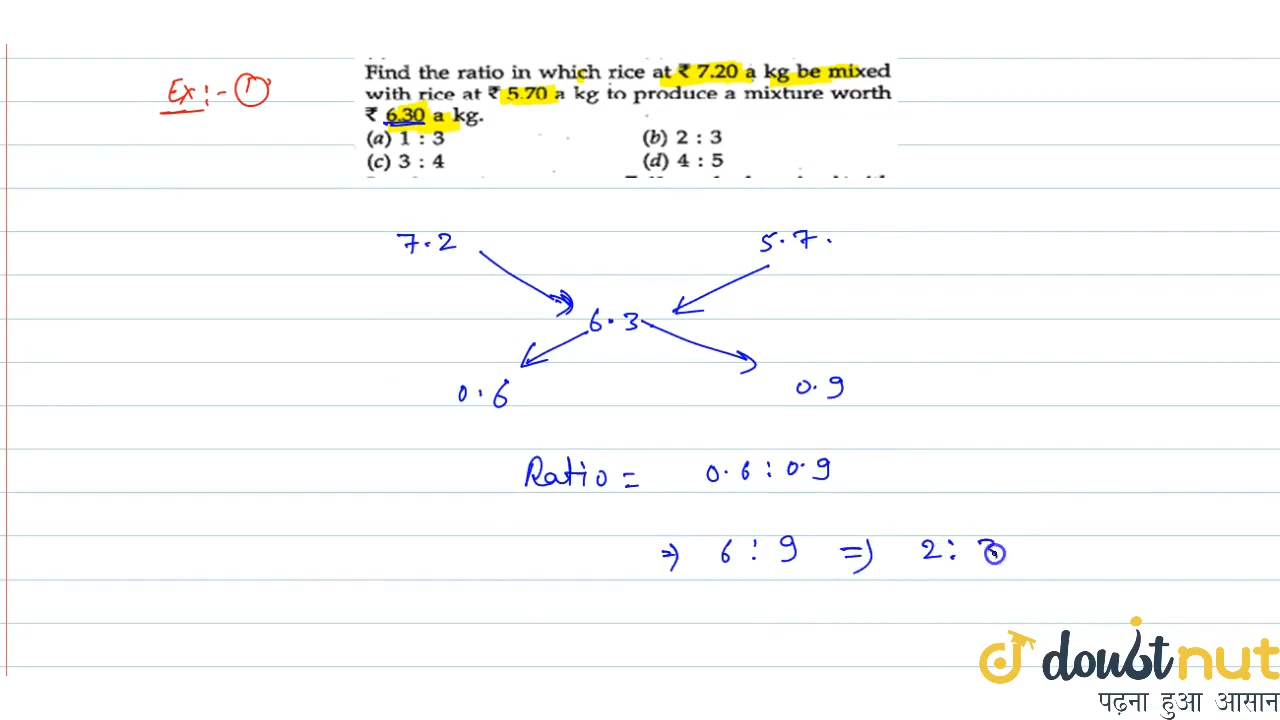 Ex:- 1
Find the ratio in which rice at ₹ 7.20 a kg be mixed
with rice at ₹ 5.70 a kg to produce a mixture worth
₹ 6.30 a kg.
(a) 1 : 3 (b) 2 : 3
(c) 3 : 4 (d) 4 : 5
7.2 5.7.
6.3
0.6 0.9
Ratio = 0.6 : 0.9
⇒ 6 : 9 ⇒ 2 : 3
doubtnut
पढ़ना हुआ आसान